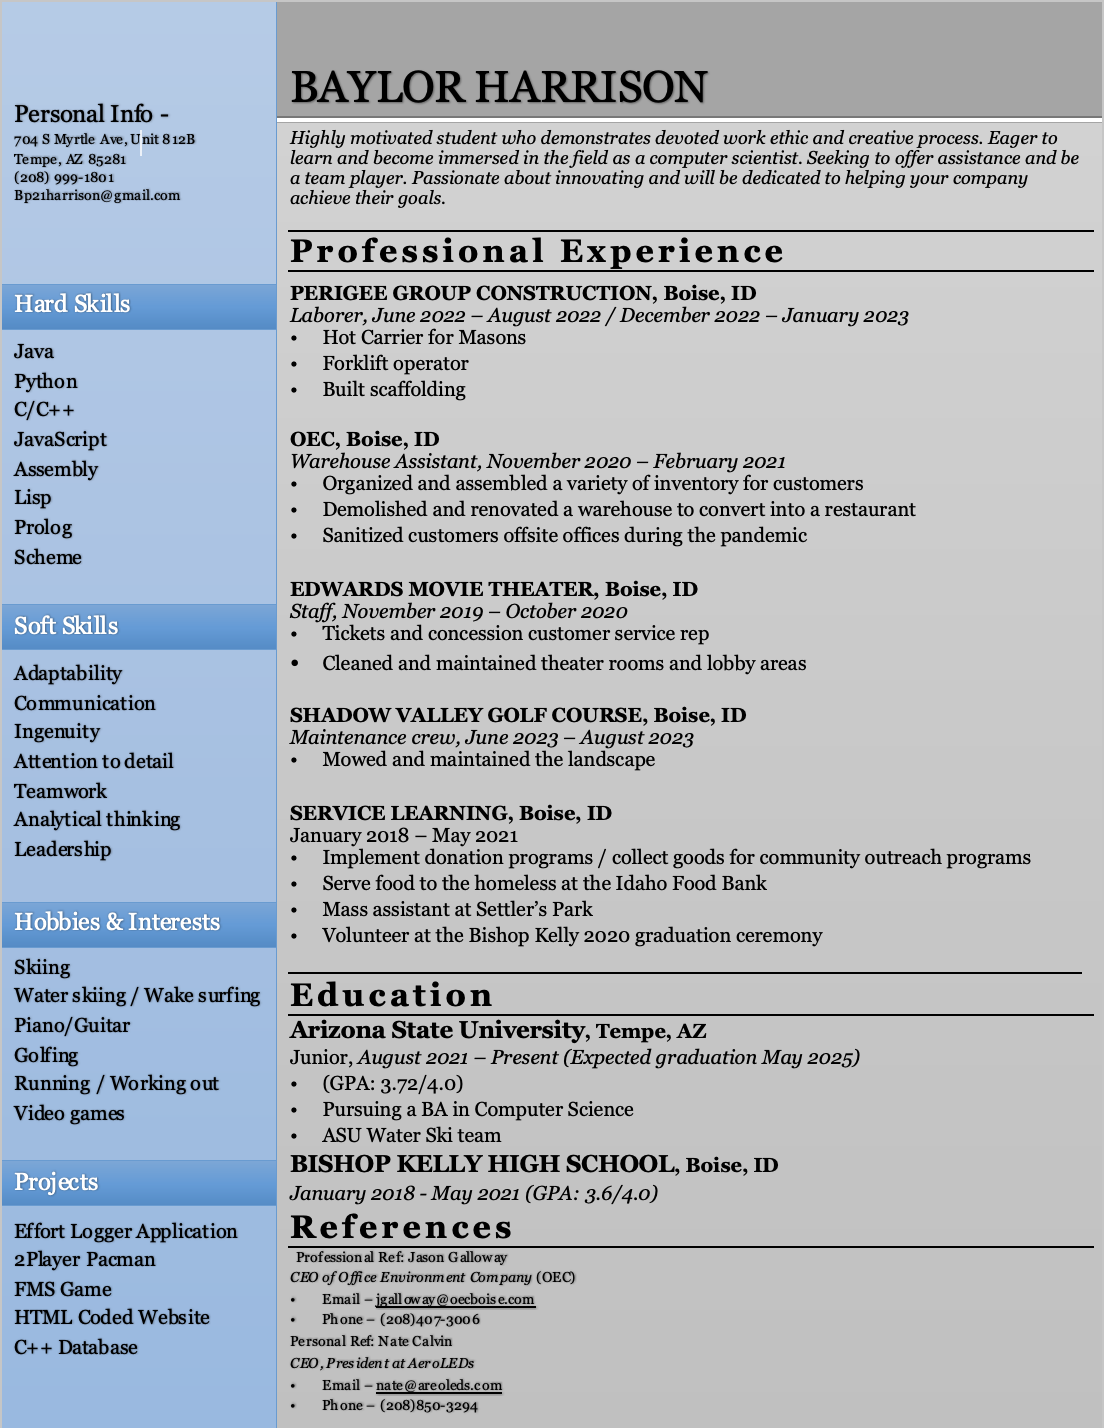 Personal Info -
704 S Myrtle Ave, Unit 812B
Tempe, AZ 85281
(208) 999-1801
Bp21harrison@gmail.com
Hard Skills
Java
Python
C/C++
JavaScript
Assembly
Lisp
Prolog
Scheme
Soft Skills
Adaptability
Communication
Ingenuity
Attention to detail
Teamwork
Analytical thinking
Leadership
Hobbies & Interests
Skiing
Water skiing / Wake surfing
Piano/Guitar
Golfing
Running / Working out
Video games
Projects
Effort Logger Application
2Player Pacman
FMS Game
HTML Coded Website
C++ Database
BAYLOR HARRISON
Highly motivated student who demonstrates devoted work ethic and creative process. Eager to
learn and become immersed in the field as a computer scientist. Seeking to offer assistance and be
a team player. Passionate about innovating and will be dedicated to helping your company
achieve their goals.
Professional Experience
PERIGEE GROUP CONSTRUCTION, Boise, ID
Laborer, June 2022 – August 2022 / December 2022 – January 2023
• Hot Carrier for Masons
• Forklift operator
• Built scaffolding
OEC, Boise, ID
Warehouse Assistant, November 2020 – February 2021
• Organized and assembled a variety of inventory for customers
• Demolished and renovated a warehouse to convert into a restaurant
• Sanitized customers offsite offices during the pandemic
EDWARDS MOVIE THEATER, Boise, ID
Staff, November 2019 – October 2020
• Tickets and concession customer service rep
• Cleaned and maintained theater rooms and lobby areas
SHADOW VALLEY GOLF COURSE, Boise, ID
Maintenance crew, June 2023 – August 2023
• Mowed and maintained the landscape
SERVICE LEARNING, Boise, ID
January 2018 – May 2021
• Implement donation programs / collect goods for community outreach programs
• Serve food to the homeless at the Idaho Food Bank
• Mass assistant at Settler’s Park
• Volunteer at the Bishop Kelly 2020 graduation ceremony
Education
Arizona State University, Tempe, AZ
Junior, August 2021 – Present (Expected graduation May 2025)
• (GPA: 3.72/4.0)
• Pursuing a BA in Computer Science
• ASU Water Ski team
BISHOP KELLY HIGH SCHOOL, Boise, ID
January 2018 - May 2021 (GPA: 3.6/4.0)
References
Professional Ref: Jason Galloway
CEO of Office Environment Company (OEC)
• Email – jgalloway@oecboise.com
• Phone – (208)407-3006
Personal Ref: Nate Calvin
CEO, President at AeroLEDs
• Email – nate@areoleds.com
• Phone – (208)850-3294